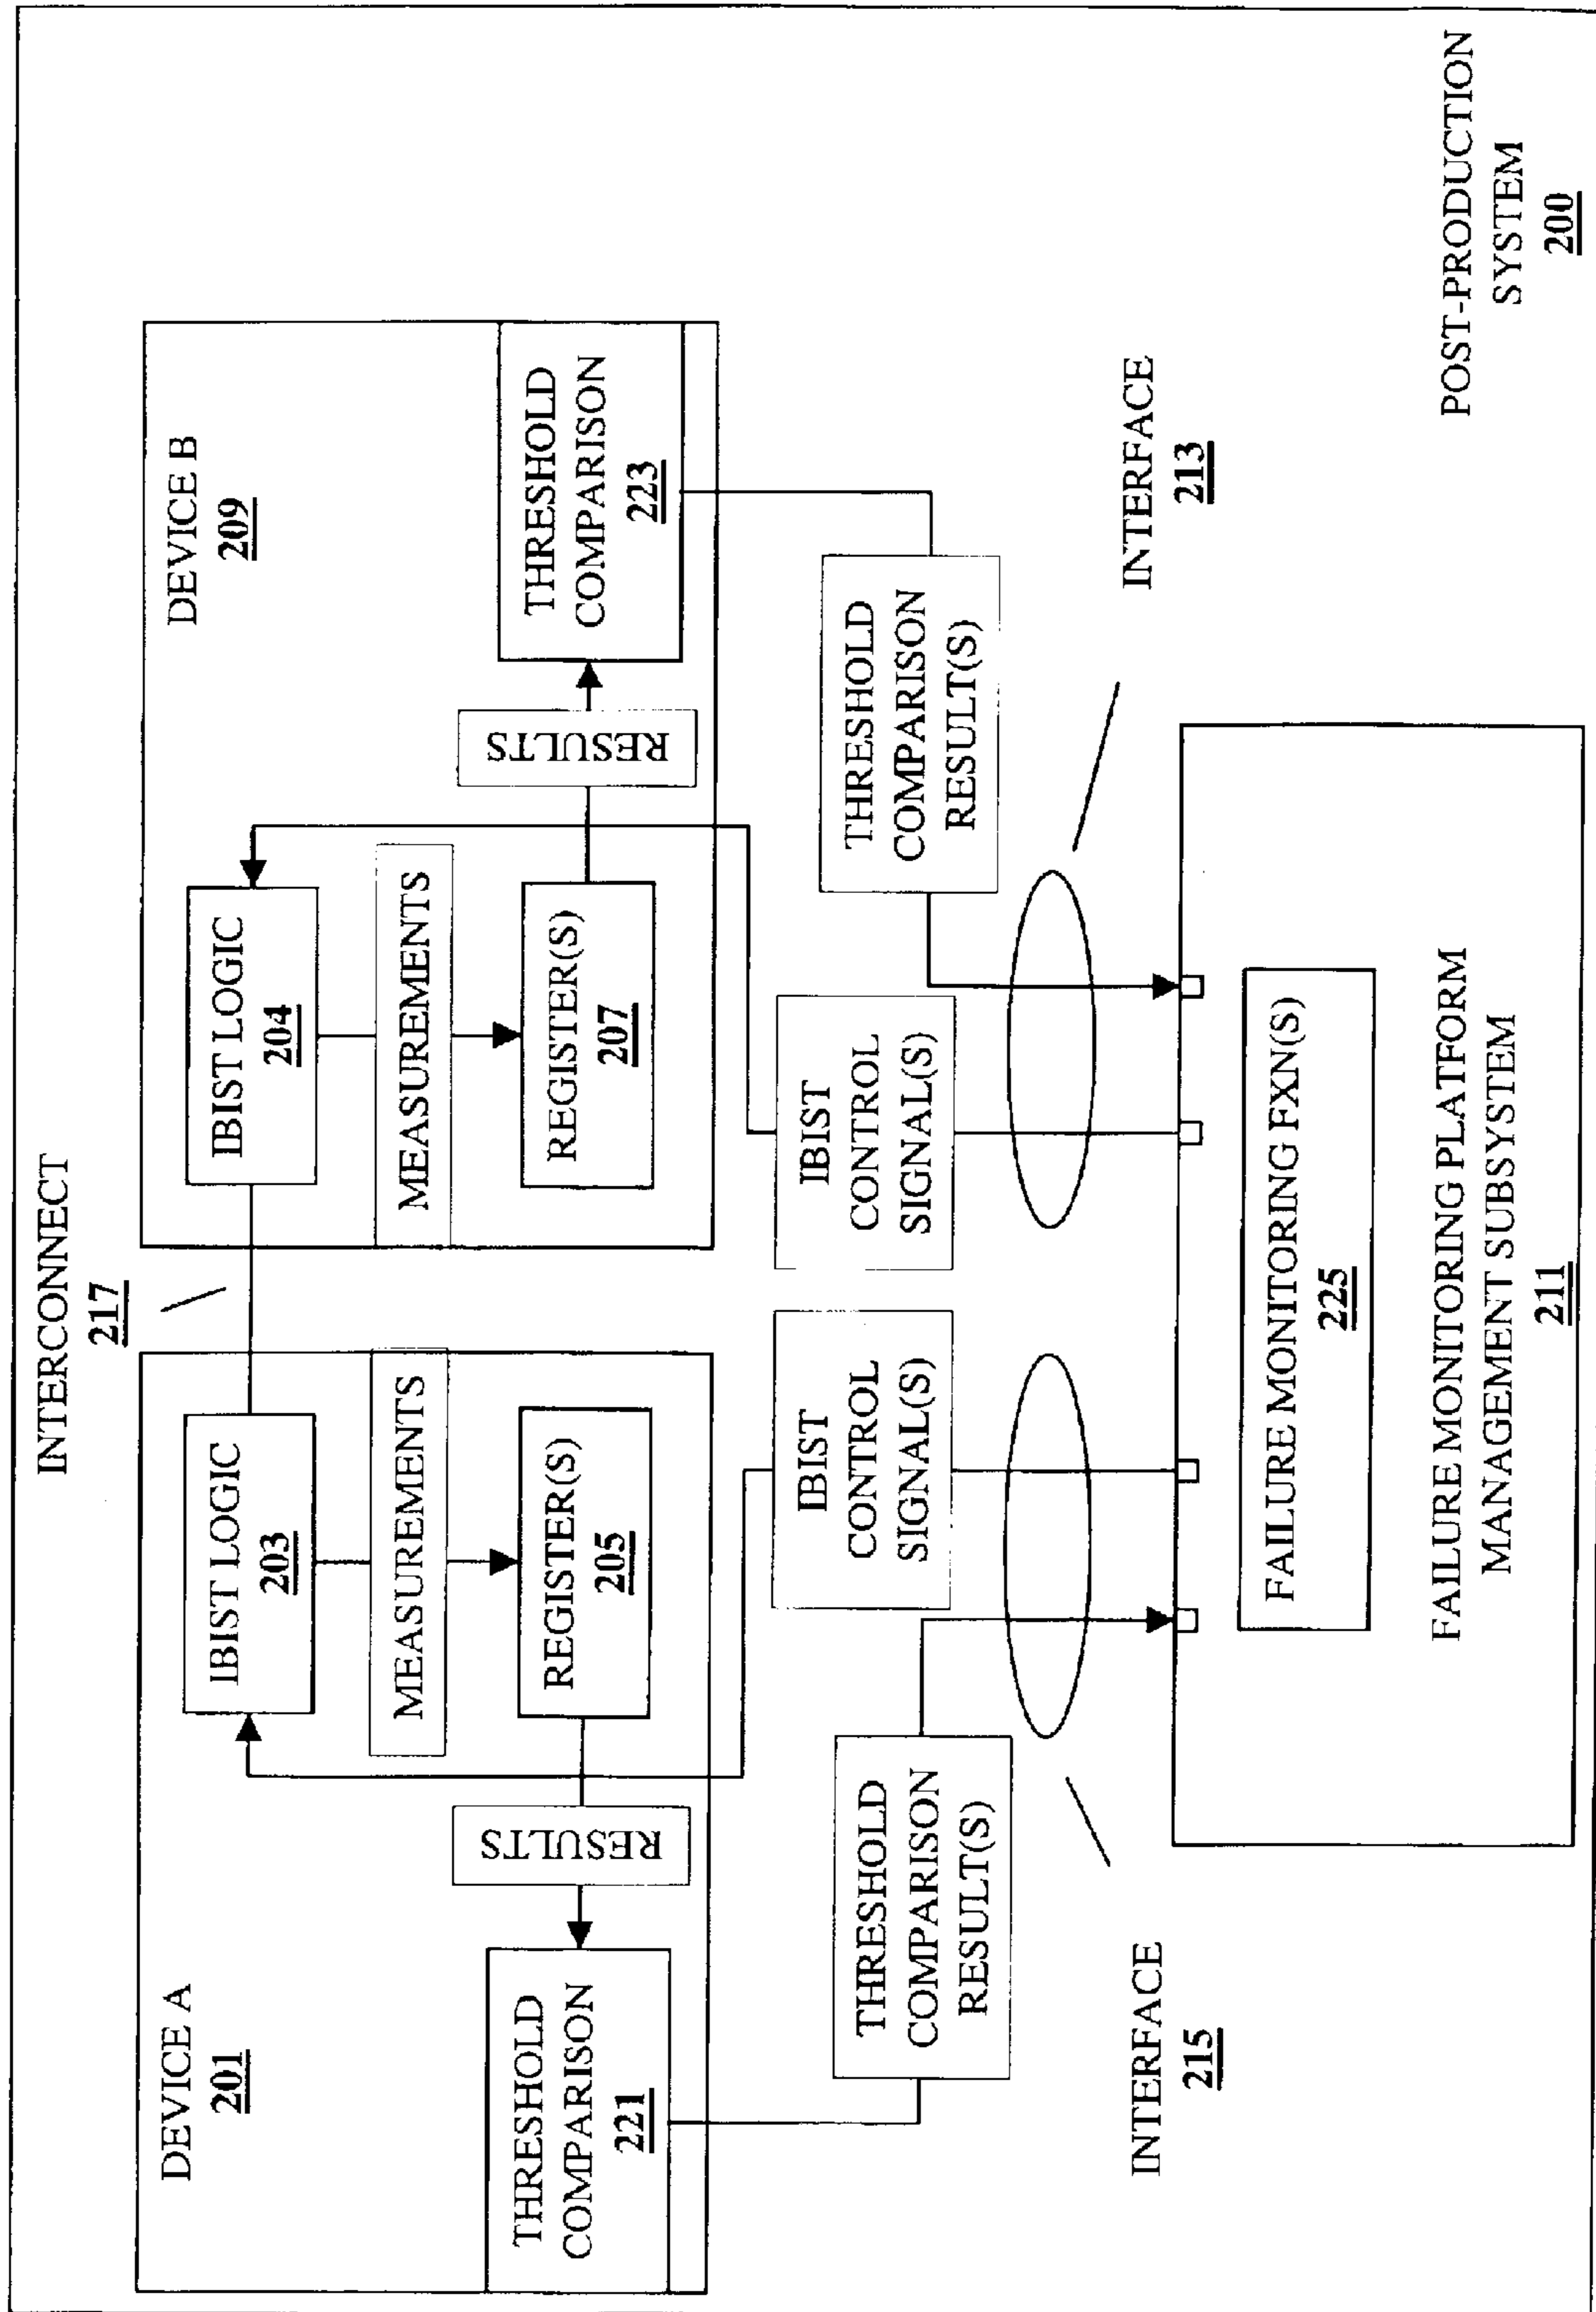 INTERCONNECT
217
DEVICE A
201
IBIST LOGIC
203
MEASUREMENTS
REGISTER(S)
205
RESULTS
THRESHOLD
COMPARISON
221
DEVICE B
209
IBIST LOGIC
204
MEASUREMENTS
REGISTER(S)
207
RESULTS
THRESHOLD
COMPARISON
223
THRESHOLD
COMPARISON
RESULT(S)
IBIST
CONTROL
SIGNAL(S)
IBIST
CONTROL
SIGNAL(S)
THRESHOLD
COMPARISON
RESULT(S)
INTERFACE
215
INTERFACE
213
FAILURE MONITORING FXN(S)
225
FAILURE MONITORING PLATFORM
MANAGEMENT SUBSYSTEM
211
POST-PRODUCTION
SYSTEM
200